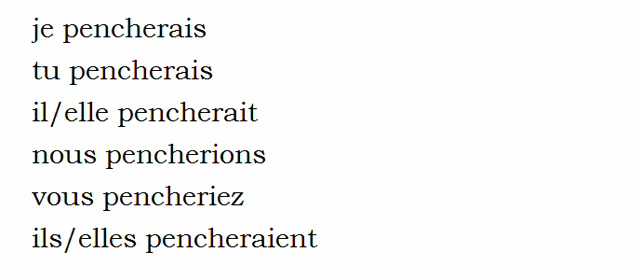 je pencherais
tu pencherais
il/elle pencherait
nous pencherions
vous pencheriez
ils/elles pencheraient